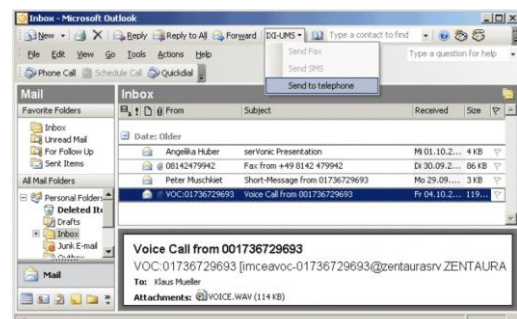 Inbox - Microsoft Outlook
New Reply Reply to All Forward DI-UMS Type a contact to find
File Edit View Go Tools Actions Help
Send Fax
Type a question for help
Send SMS
Phone Call Schedule Call Quickdial
Send to telephone
Mail
Inbox
Favorite Folders
From Subject Received Size
Inbox
Unread Mail
For Follow Up
Sent Items
Date: Older
Angelika Huber serVonic Presentation Mi 01.10.2... 4 KB
08142479942 Fax from +49 8142 479942 Di 30.09.2... 86 KB
Peter Muschkiet Short-Message from 01736729693 Mo 29.09.... 3 KB
VOC:01736729693 Voice Call from 001736729693 Fr 04.10.2... 119...
All Mail Folders
Personal Folders
Deleted Ite
Drafts
Inbox
Junk E-mail
Outbox
Mail
Voice Call from 001736729693
VOC:01736729693 [imceavoc-01736729693@zentaurasrv.ZENTAURA
To: Klaus Mueller
Attachments: VOICE.WAV (114 KB)